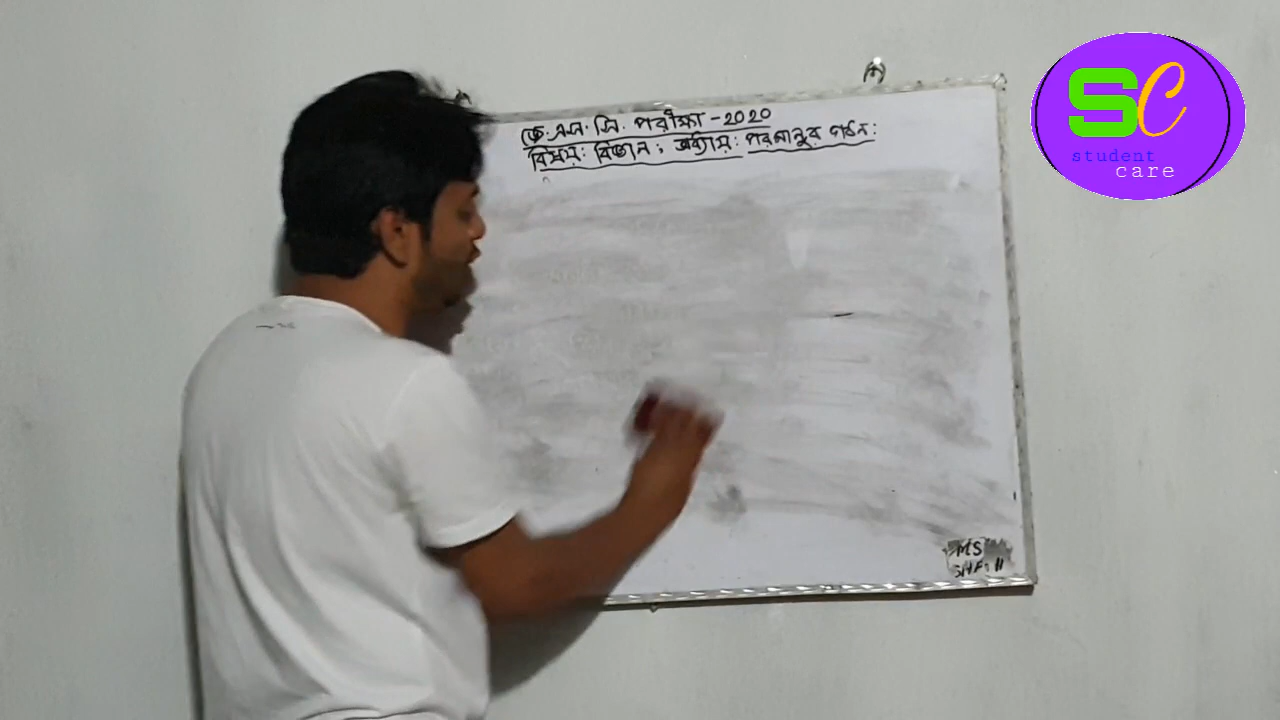 জে.এস.সি. পরীক্ষা -2020
বিষয়: বিজ্ঞান; অধ্যায়: পরমানুর গঠন:
SC
student
care
MS